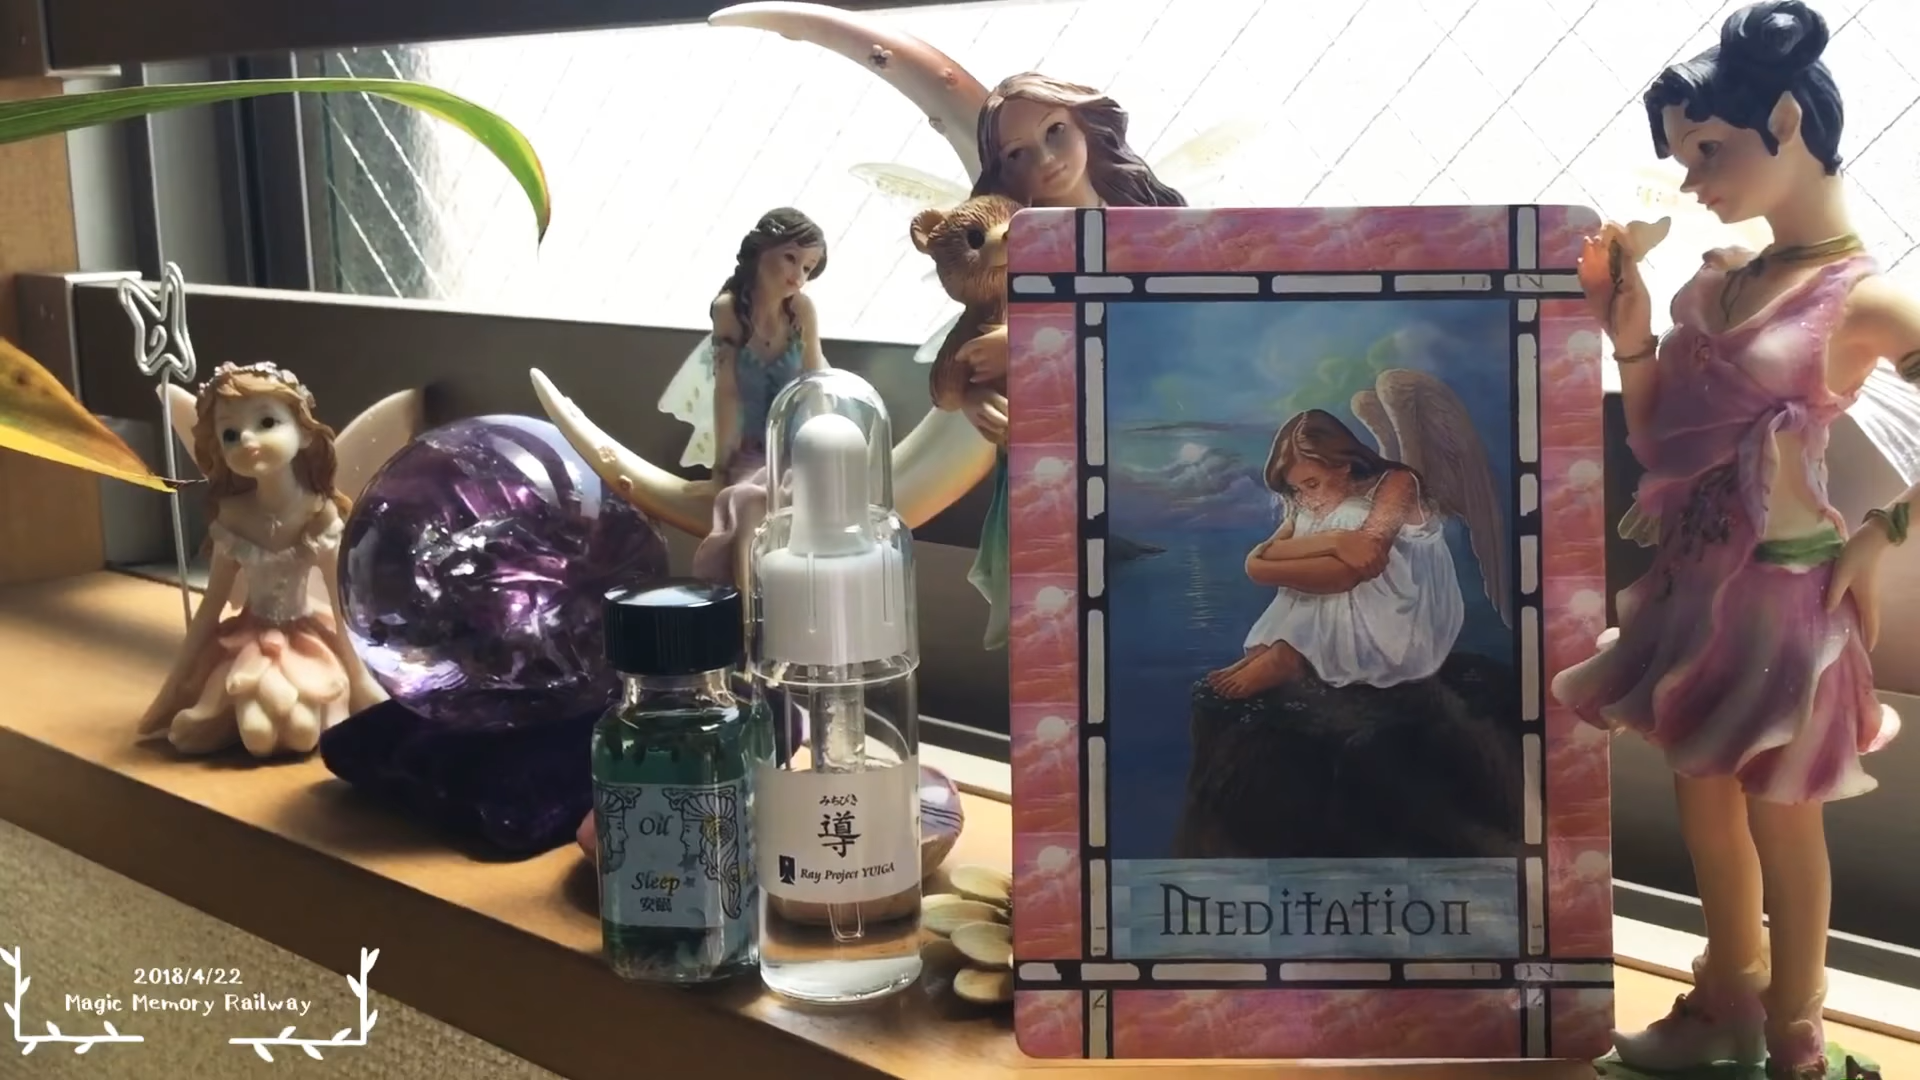 Oil
Sleep
安眠
みちびき
導
Ray Project YUIGA
MEDITATION
2018/4/22
Magic Memory Railway